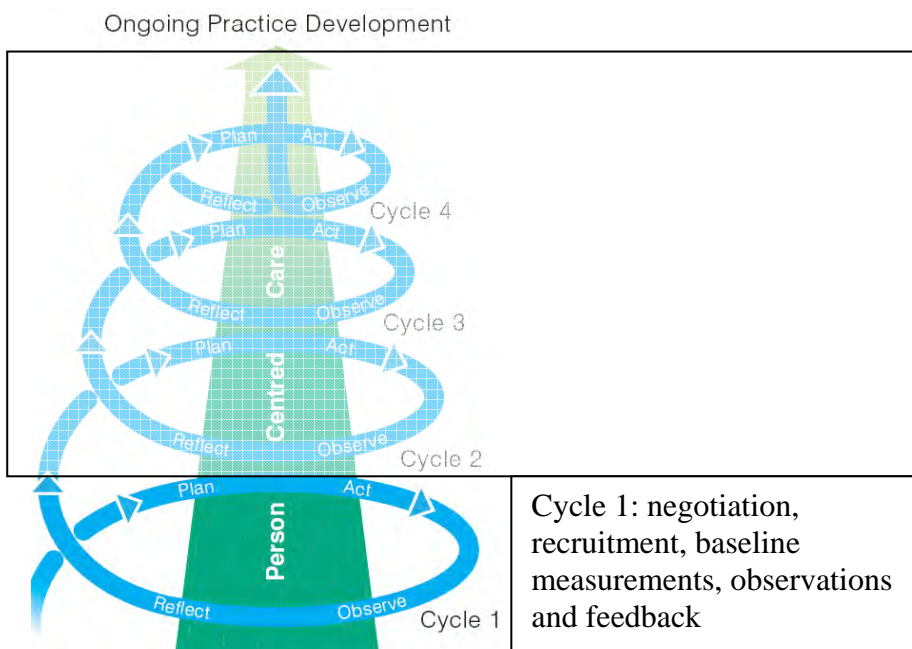 Ongoing Practice Development
Plan
Act
Reflect
Observe
Cycle 4
Plan
Act
Care
Reflect
Observe
Cycle 3
Plan
Act
Centred
Reflect
Observe
Cycle 2
Plan
Act
Person
Reflect
Observe
Cycle 1
Cycle 1: negotiation,
recruitment, baseline
measurements, observations
and feedback